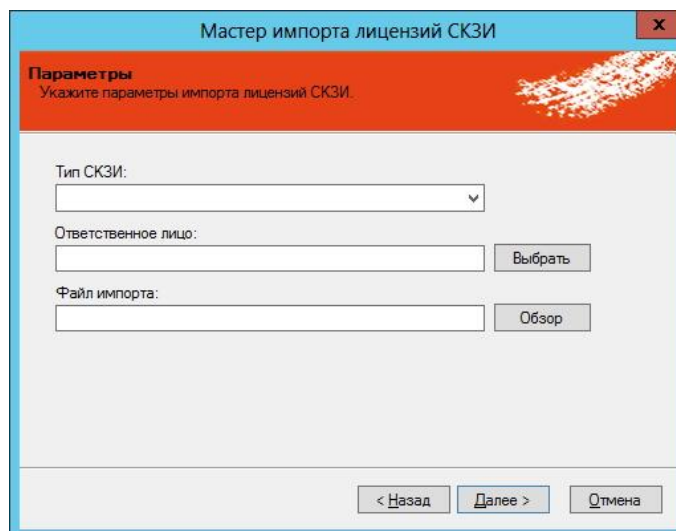 Мастер импорта лицензий СКЗИ
x
Параметры
Укажите параметры импорта лицензий СКЗИ.
Тип СКЗИ:
Ответственное лицо:
Выбрать
Файл импорта:
Обзор
< Назад Далее > Отмена